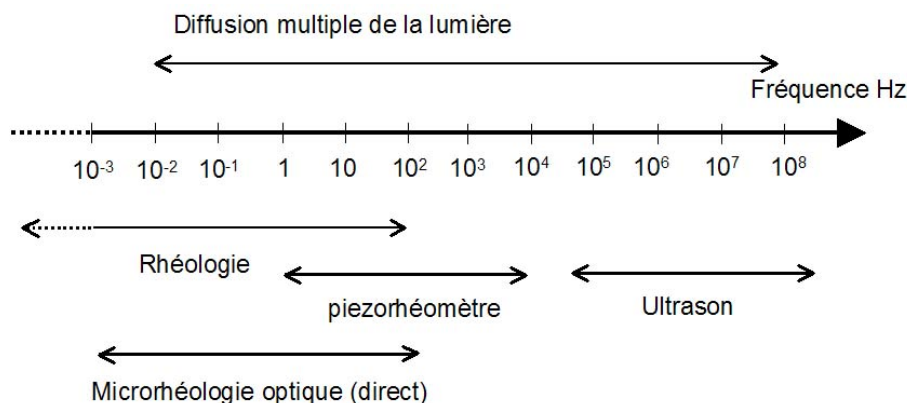 Diffusion multiple de la lumière
Fréquence Hz
10⁻³ 10⁻² 10⁻¹ 1 10 10² 10³ 10⁴ 10⁵ 10⁶ 10⁷ 10⁸
Rhéologie
piezorhéomètre
Ultrason
Microrhéologie optique (direct)